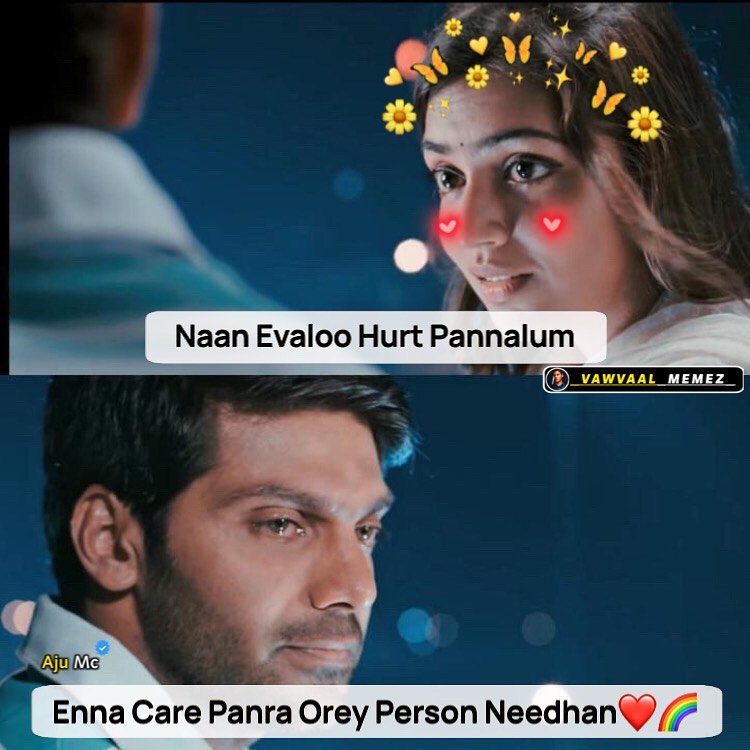 Naan Evaloo Hurt Pannalum
_VAWVAAL_MEMEZ_
Aju Mc
Enna Care Panra Orey Person Needhan❤️🌈